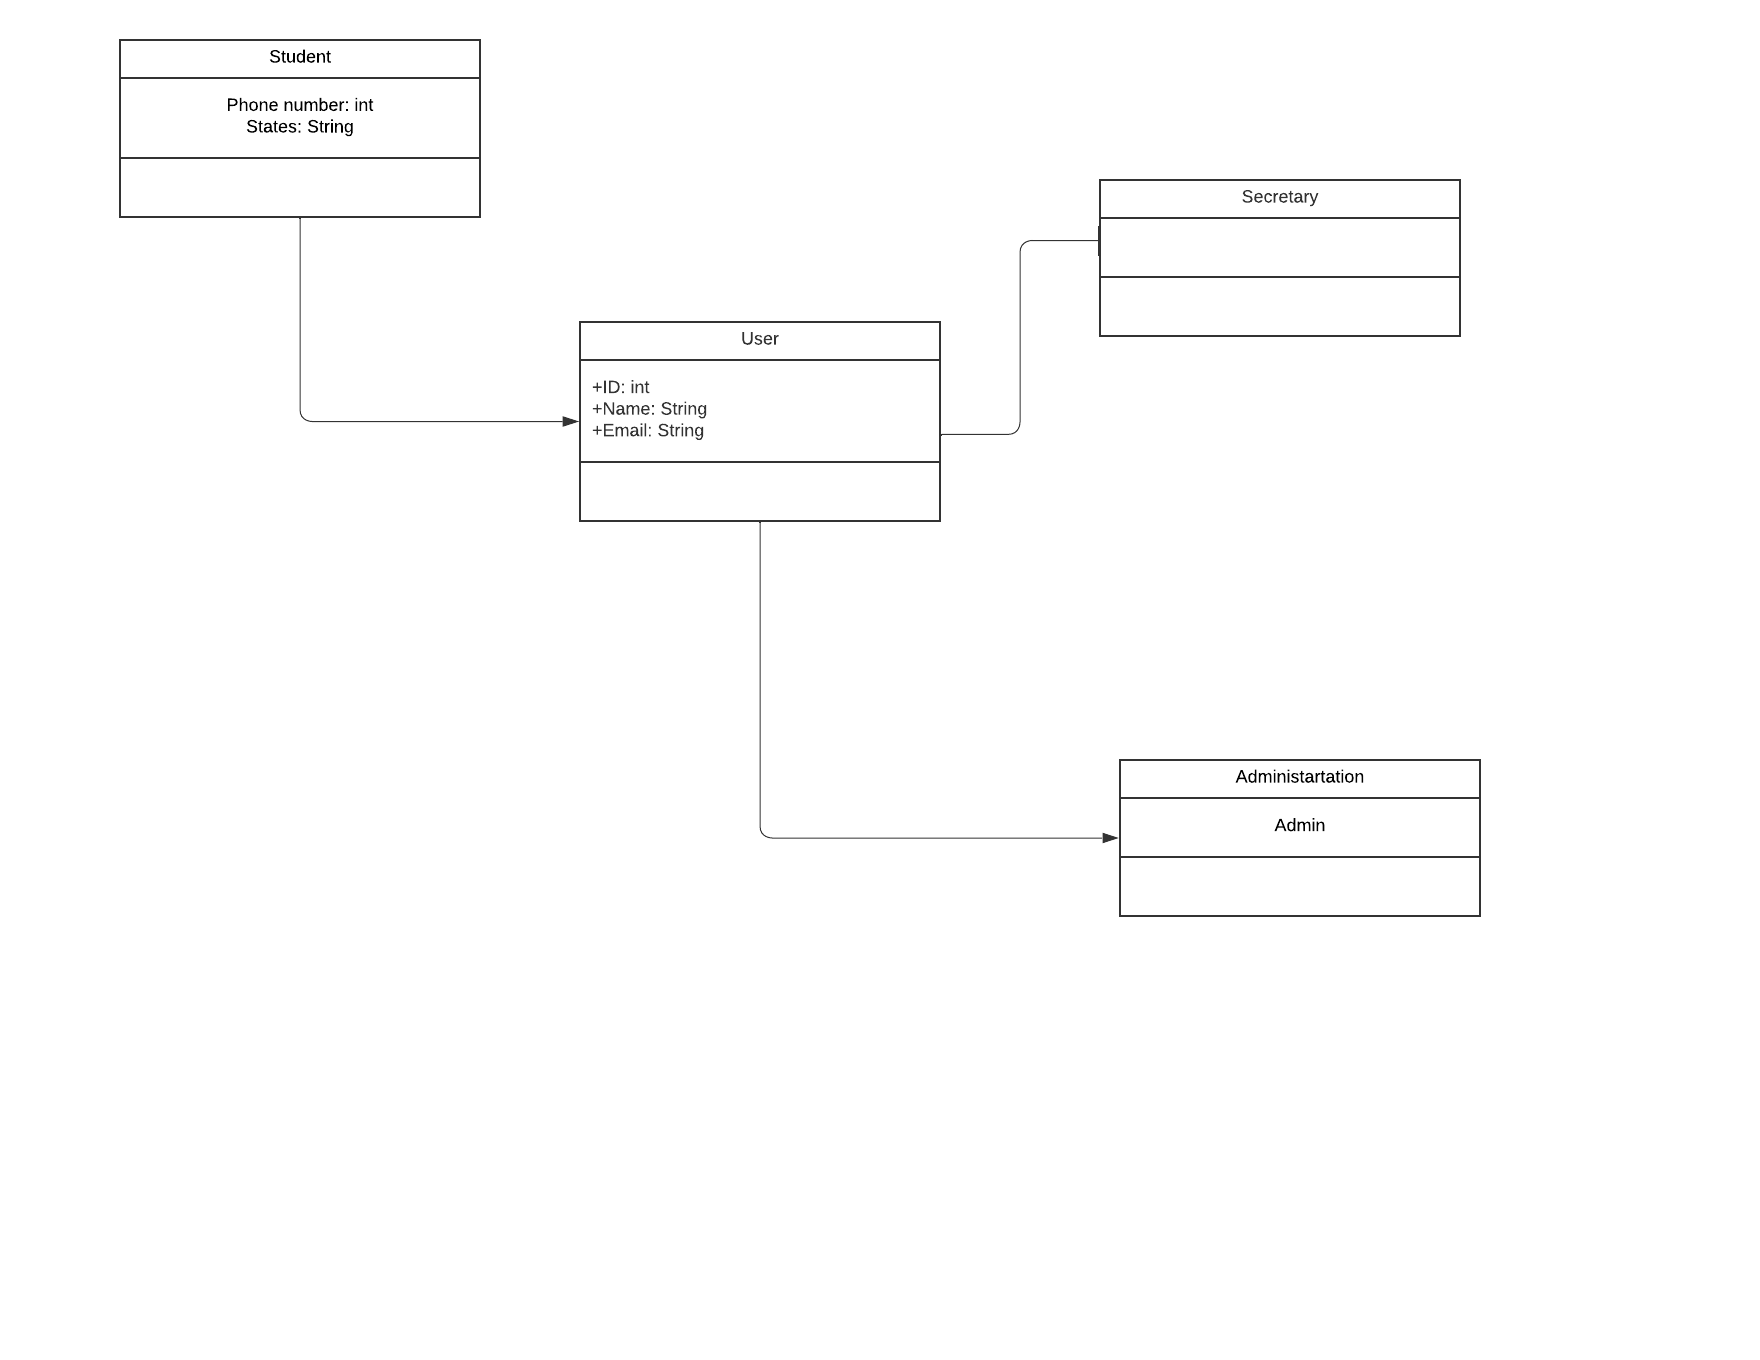 Student
Phone number: int
States: String
Secretary
User
+ID: int
+Name: String
+Email: String
Administartation
Admin